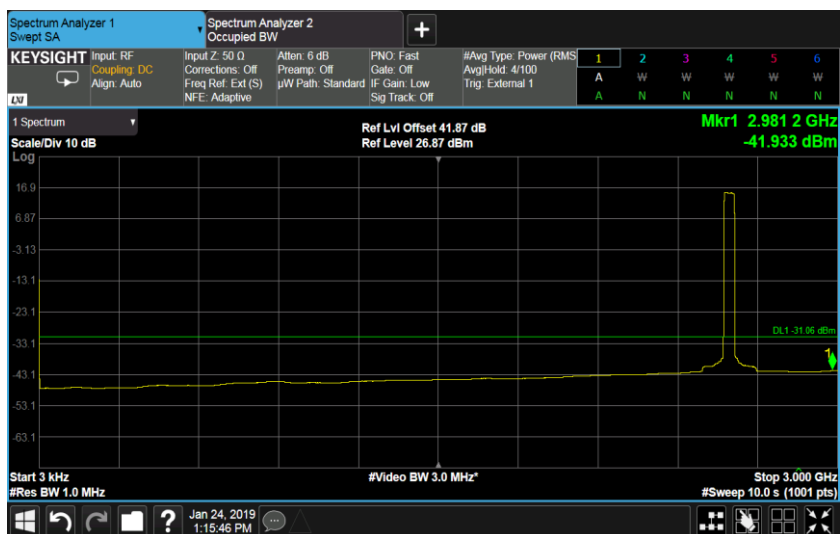 Spectrum Analyzer 1
Swept SA
Spectrum Analyzer 2
Occupied BW
KEYSIGHT
LXI
Input: RF
Coupling: DC
Align: Auto
Input Z: 50 Ω
Corrections: Off
Freq Ref: Ext (S)
NFE: Adaptive
Atten: 6 dB
Preamp: Off
µW Path: Standard
PNO: Fast
Gate: Off
IF Gain: Low
Sig Track: Off
#Avg Type: Power (RMS
Avg|Hold: 4/100
Trig: External 1
1 2 3 4 5 6
A W W W W W
A N N N N N
1 Spectrum
Scale/Div 10 dB
Ref Lvl Offset 41.87 dB
Ref Level 26.87 dBm
Mkr1 2.981 2 GHz
-41.933 dBm
Log
16.9
6.87
-3.13
-13.1
-23.1
DL1 -31.06 dBm
-33.1
1
-43.1
-53.1
-63.1
Start 3 kHz
#Res BW 1.0 MHz
#Video BW 3.0 MHz*
Stop 3.000 GHz
#Sweep 10.0 s (1001 pts)
?
Jan 24, 2019
1:15:46 PM